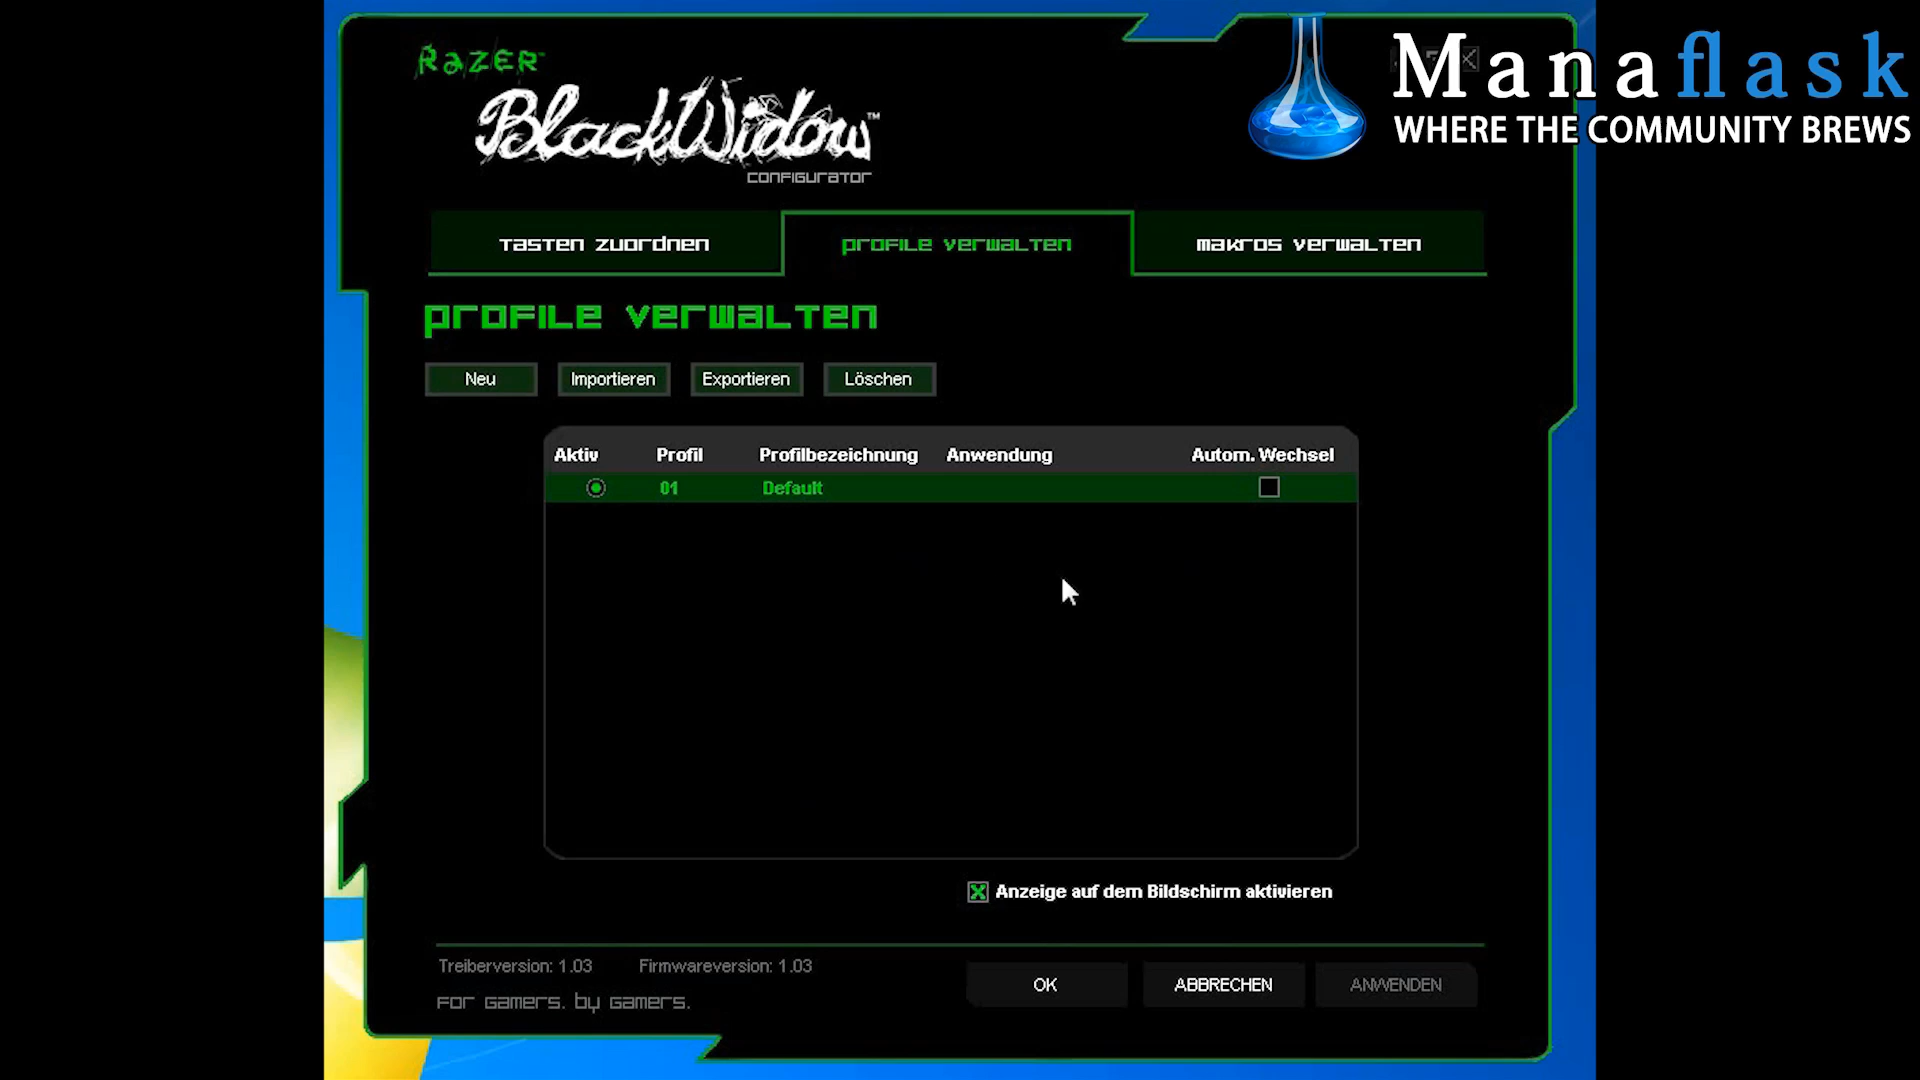 RAZER™
BlackWidow™
CONFIGURATOR
Manaflask
WHERE THE COMMUNITY BREWS
TASTEN ZUORDNEN
PROFILE VERWALTEN
MAKROS VERWALTEN
PROFILE VERWALTEN
Neu
Importieren
Exportieren
Löschen
Aktiv Profil Profilbezeichnung Anwendung Autom. Wechsel
01 Default
Anzeige auf dem Bildschirm aktivieren
Treiberversion: 1.03 Firmwareversion: 1.03
FOR GAMERS. BY GAMERS.
OK
ABBRECHEN
ANWENDEN